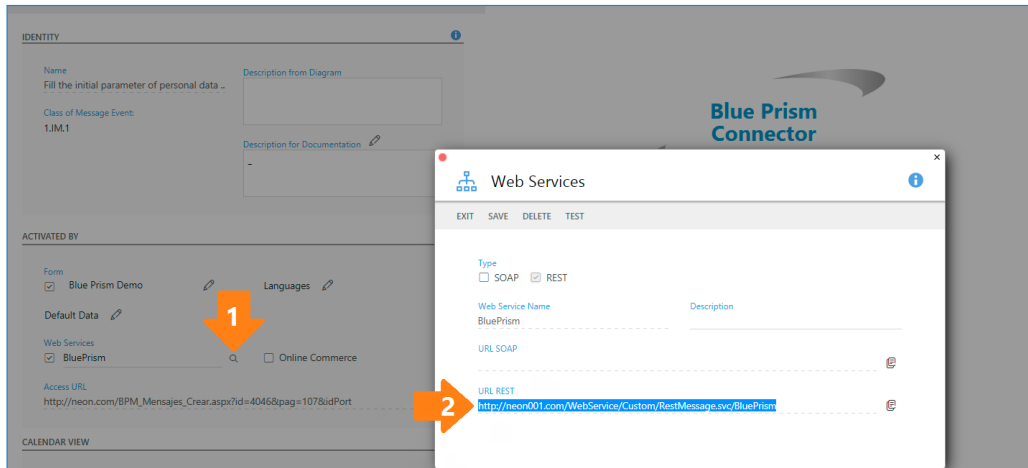 IDENTITY
Name
Fill the initial parameter of personal data ..
Description from Diagram
Class of Message Event:
1.IM.1
Description for Documentation
-
Blue Prism
Connector
ACTIVATED BY
Form
Blue Prism Demo
Languages
Default Data
1
Web Services
BluePrism
Online Commerce
Access URL
http://neon.com/BPM_Mensajes_Crear.aspx?id=4046&pag=107&idPort
CALENDAR VIEW
Web Services
EXIT SAVE DELETE TEST
Type
SOAP REST
Web Service Name
BluePrism
Description
URL SOAP
URL REST
2
http://neon001.com/WebService/Custom/RestMessage.svc/BluePrism